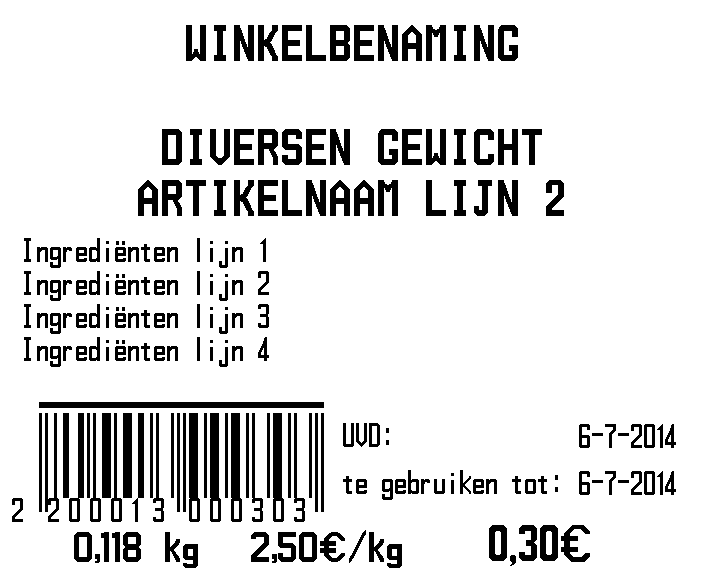 WINKELBENAMING
DIVERSEN GEWICHT
ARTIKELNAAM LIJN 2
Ingrediënten lijn 1
Ingrediënten lijn 2
Ingrediënten lijn 3
Ingrediënten lijn 4
UVD: 6-7-2014
te gebruiken tot: 6-7-2014
2 200013 000303
0,118 kg 2,50€/kg 0,30€